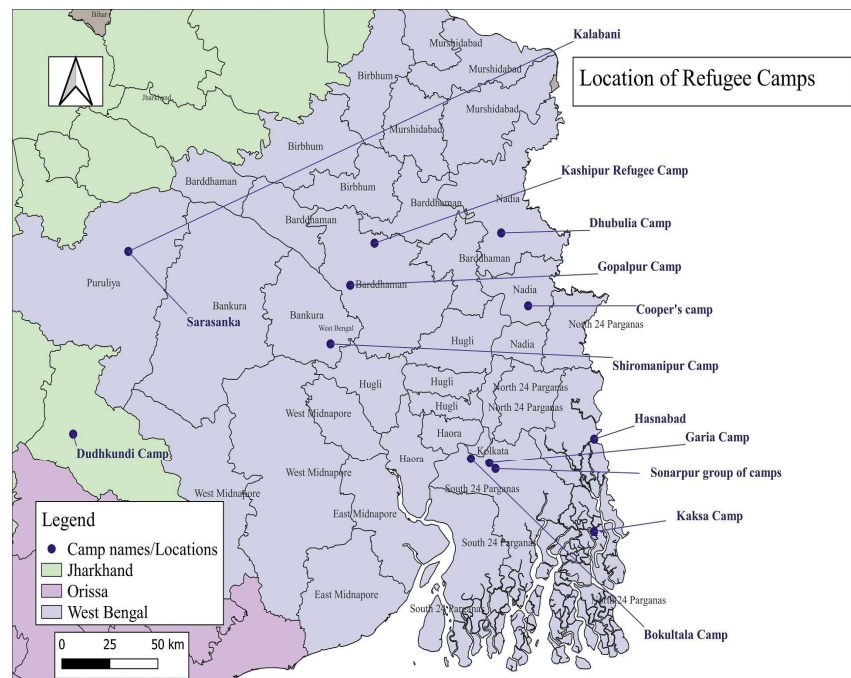 Bihar
Kalabani
Murshidabad
Location of Refugee Camps
Birbhum
Murshidabad
Jharkhand
Murshidabad
Murshidabad
Birbhum
Kashipur Refugee Camp
Barddhaman
Birbhum
Nadia
Barddhaman
Barddhaman
Dhubulia Camp
Barddhaman
Gopalpur Camp
Puruliya
Barddhaman
Nadia
Bankura
Cooper's camp
Sarasanka
Bankura
North 24 Parganas
West Bengal
Hugli
Nadia
Shiromanipur Camp
Hugli
Hugli
North 24 Parganas
Hugli
North 24 Parganas
West Midnapore
Hasnabad
Haora
Garia Camp
Dudhkundi Camp
Kolkata
Haora
Sonarpur group of camps
West Midnapore
South 24 Parganas
West Midnapore
Kaksa Camp
East Midnapore
Legend
Camp names/Locations
Jharkhand
Orissa
West Bengal
South 24 Parganas
East Midnapore
North 24 Parganas
South 24 Parganas
Bokultala Camp
0 25 50 km